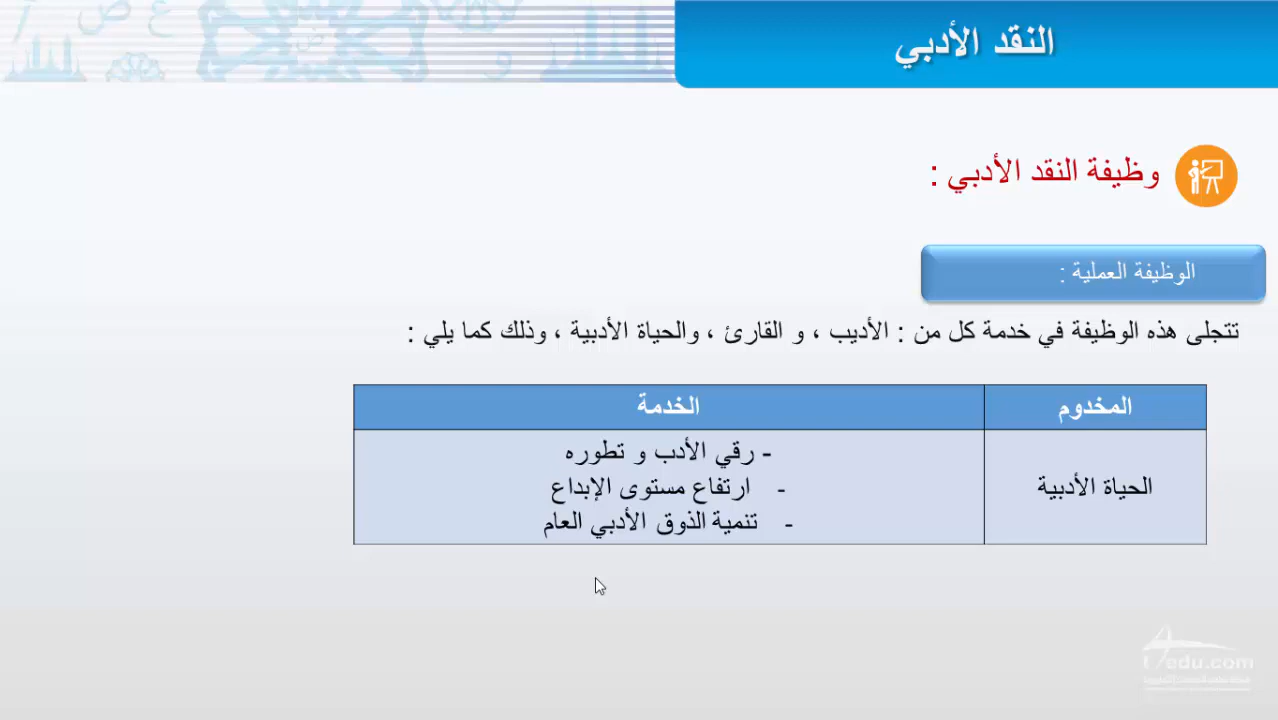 النقد الأدبي
وظيفة النقد الأدبي :
الوظيفة العملية :
تتجلى هذه الوظيفة في خدمة كل من : الأديب ، و القارئ ، والحياة الأدبية ، وذلك كما يلي :
المخدوم
الخدمة
الحياة الأدبية
- رقي الأدب و تطوره
- ارتفاع مستوى الإبداع
- تنمية الذوق الأدبي العام
t4edu.com